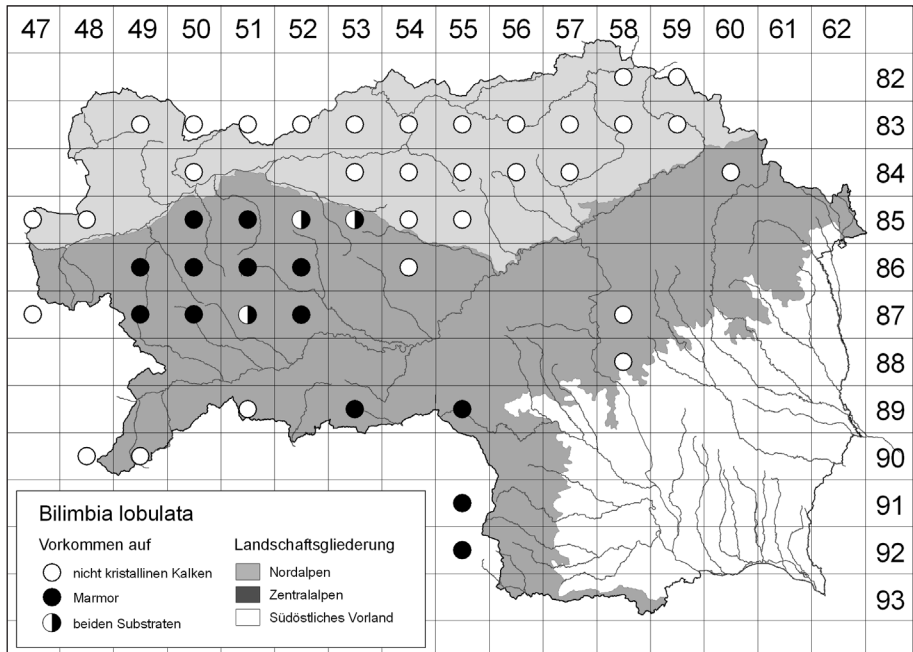 47 48 49 50 51 52 53 54 55 56 57 58 59 60 61 62
82
83
84
85
86
87
88
89
90
91
92
93
Bilimbia lobulata
Vorkommen auf
nicht kristallinen Kalken
Marmor
beiden Substraten
Landschaftsgliederung
Nordalpen
Zentralalpen
Südöstliches Vorland